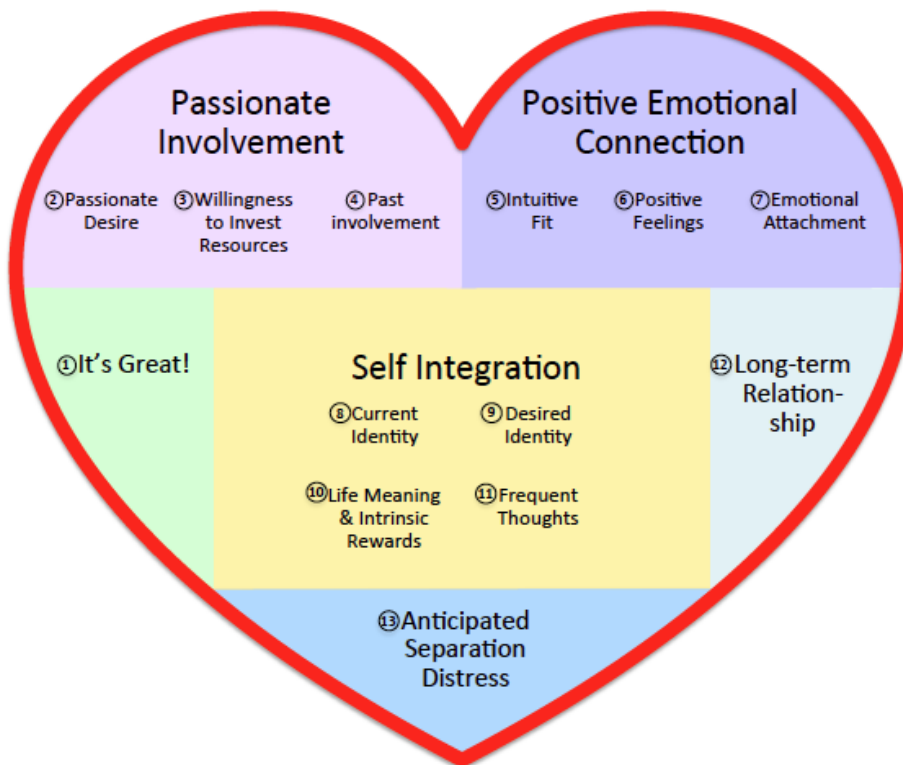 Passionate
Involvement
②Passionate
Desire
③Willingness
to Invest
Resources
④Past
involvement
Positive Emotional
Connection
⑤Intuitive
Fit
⑥Positive
Feelings
⑦Emotional
Attachment
①It's Great!
Self Integration
⑧Current
Identity
⑨Desired
Identity
⑩Life Meaning
& Intrinsic
Rewards
⑪Frequent
Thoughts
⑫Long-term
Relation-
ship
⑬Anticipated
Separation
Distress